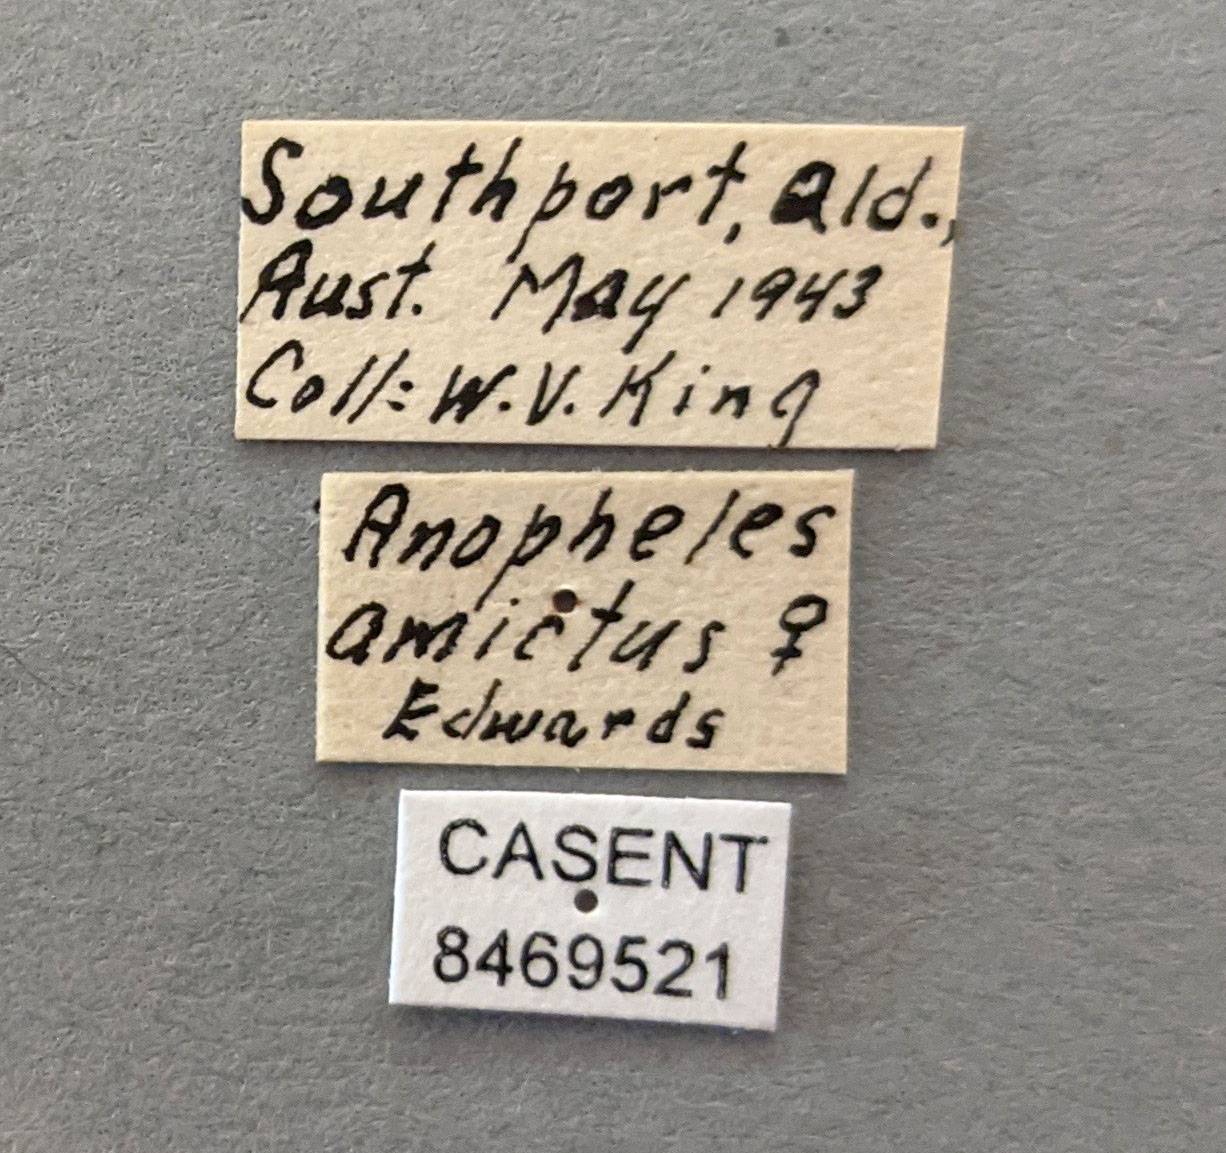 Southport, Qld.,
Aust. May 1943
Coll: W.V. King
Anopheles
amictus ♀
Edwards
CASENT
8469521